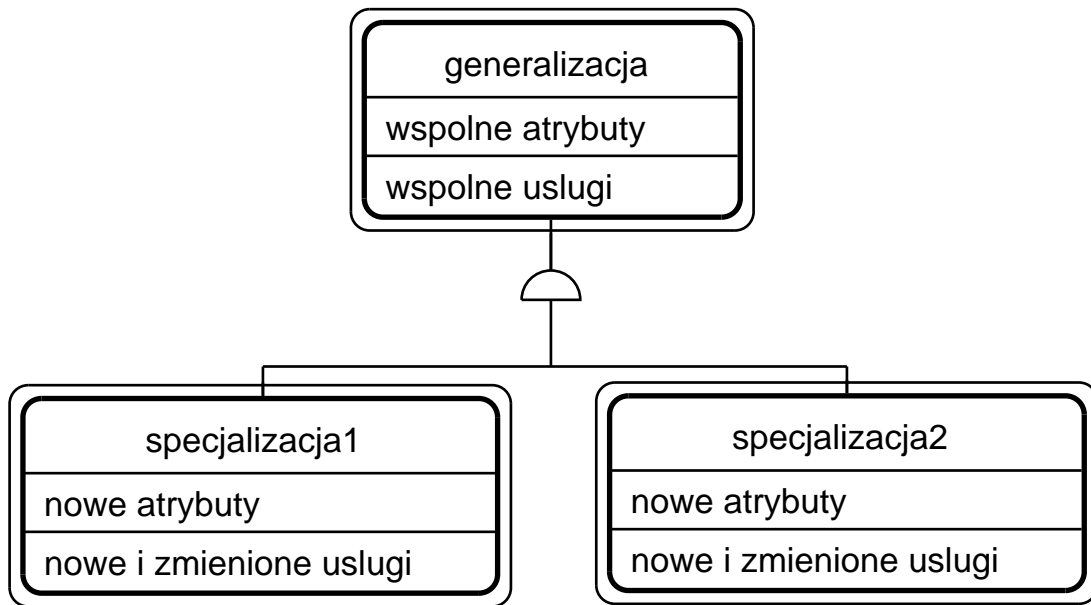 generalizacja
wspolne atrybuty
wspolne uslugi
specjalizacja1
nowe atrybuty
nowe i zmienione uslugi
specjalizacja2
nowe atrybuty
nowe i zmienione uslugi